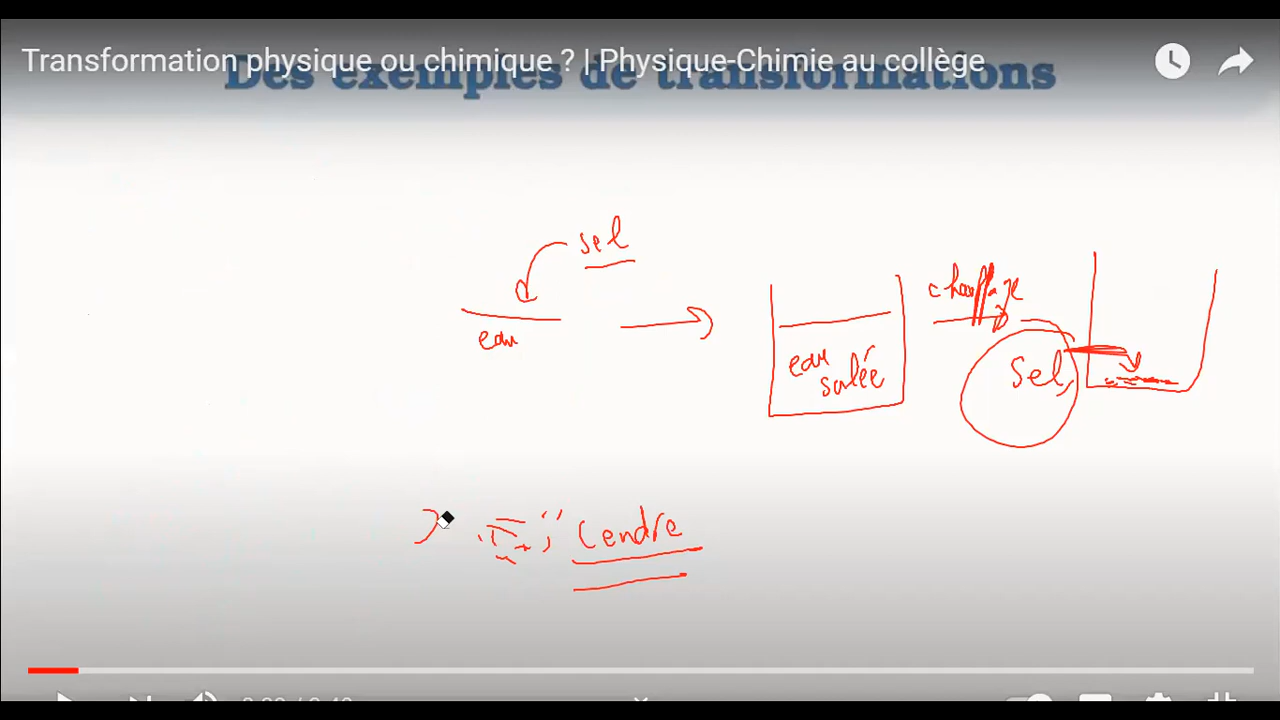 Transformation physique ou chimique ? | Physique-Chimie au collège
Des exemples de transformations
sel
eau
chauffage
eau
salée
Sel,
Cendre